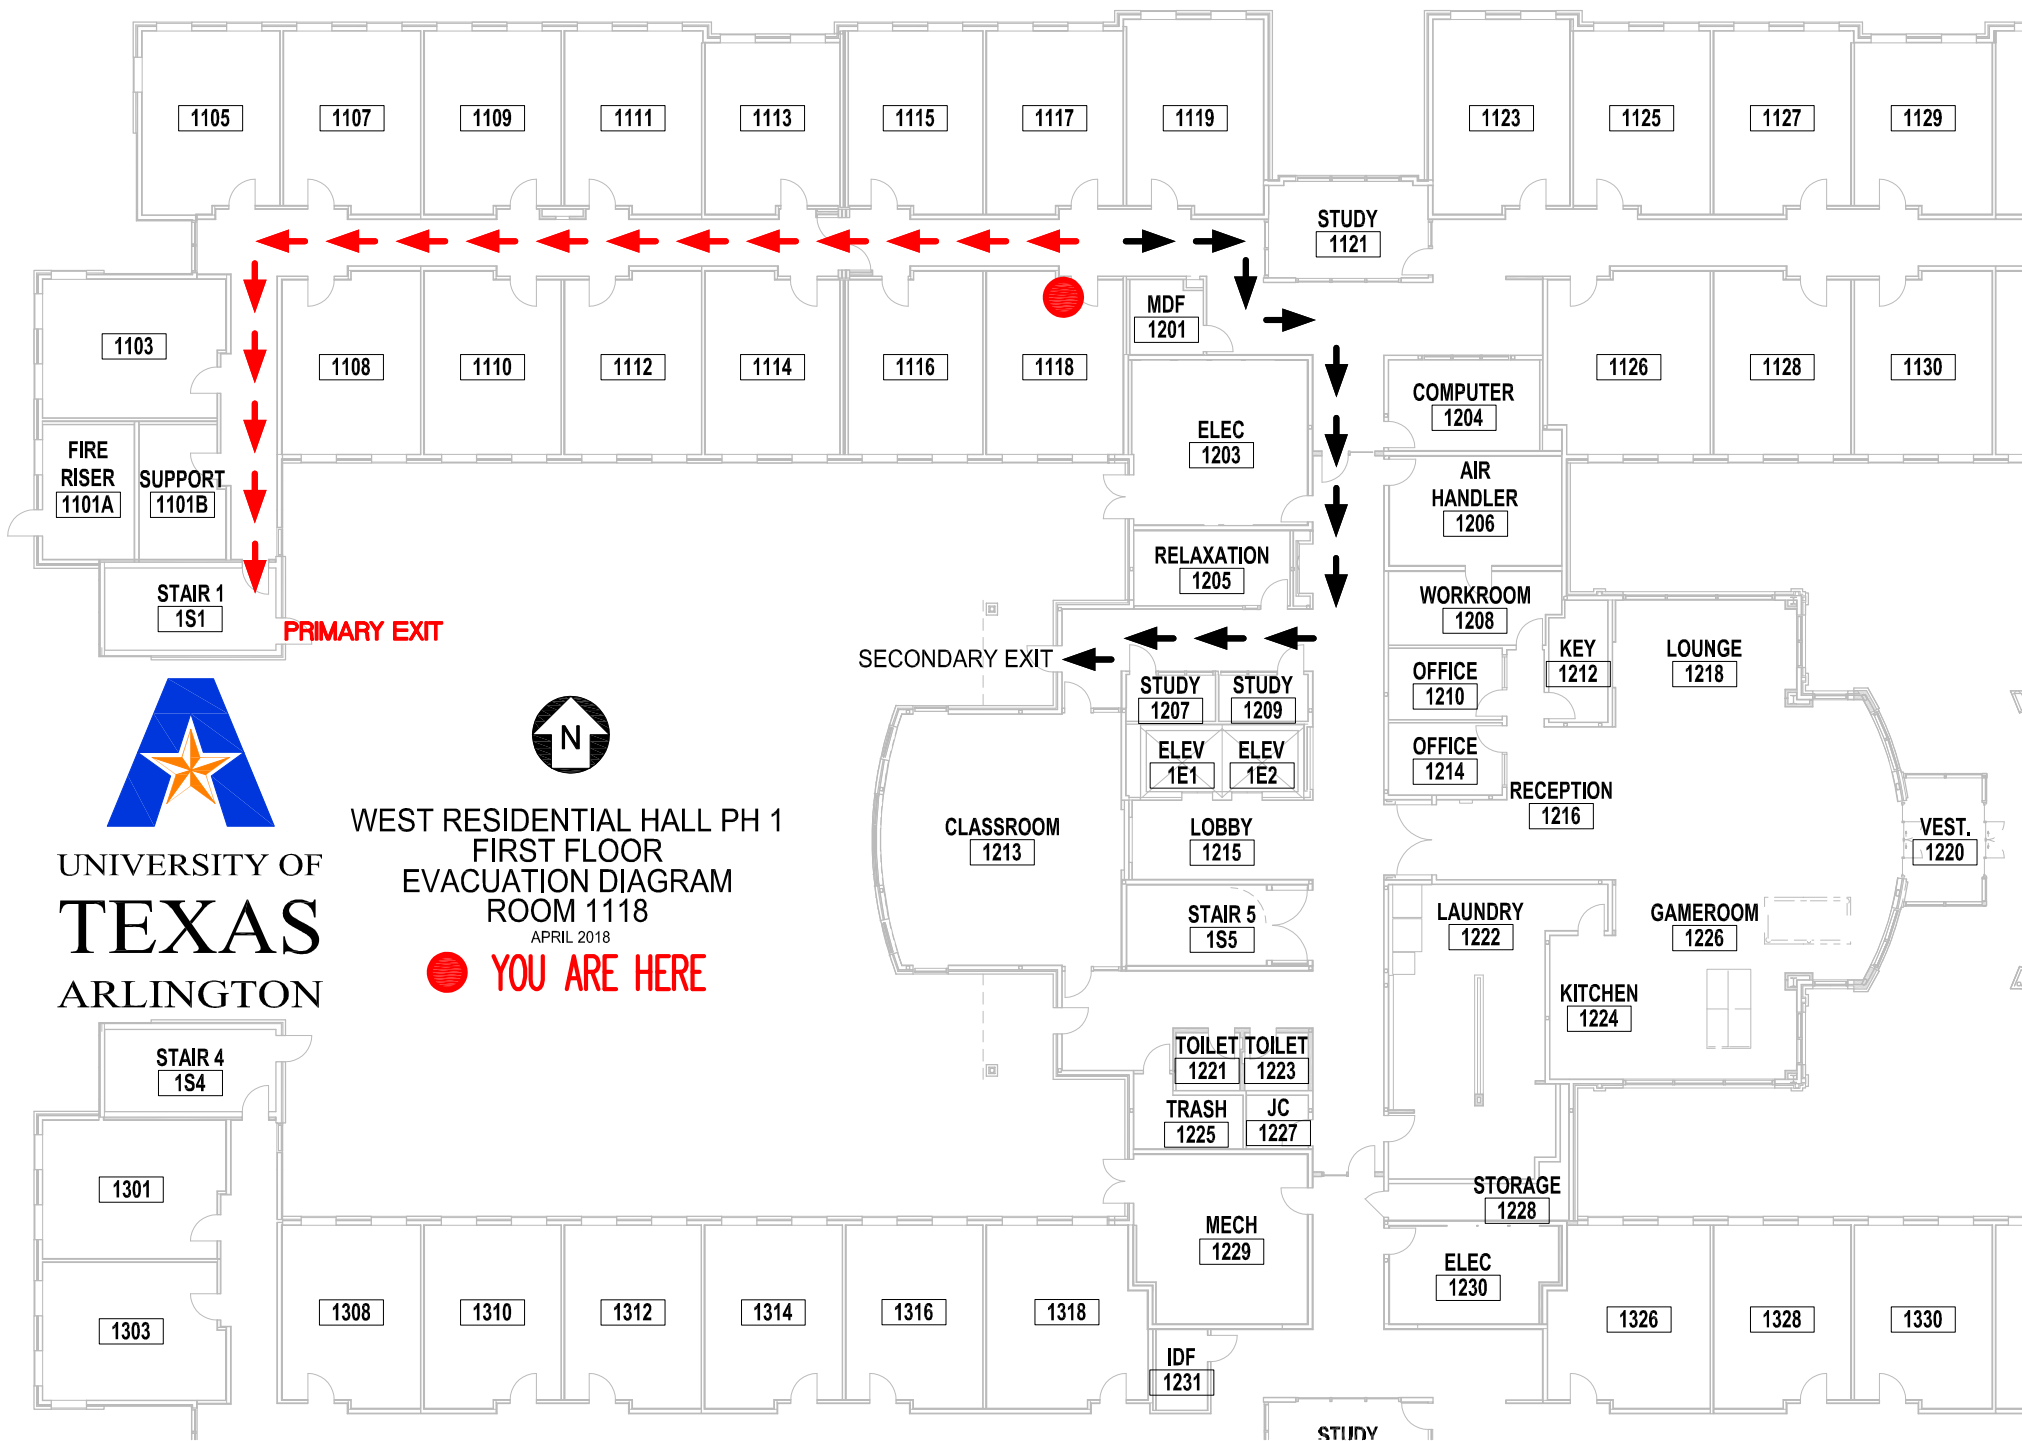 1105
1107
1109
1111
1113
1115
1117
1119
1123
1125
1127
1129
STUDY
1121
MDF
1201
1103
1108
1110
1112
1114
1116
1118
1126
1128
1130
COMPUTER
1204
ELEC
1203
FIRE
RISER
1101A
SUPPORT
1101B
AIR
HANDLER
1206
RELAXATION
1205
STAIR 1
1S1
PRIMARY EXIT
WORKROOM
1208
SECONDARY EXIT
KEY
1212
LOUNGE
1218
OFFICE
1210
STUDY
1207
STUDY
1209
N
OFFICE
1214
ELEV
1E1
ELEV
1E2
RECEPTION
1216
WEST RESIDENTIAL HALL PH 1
FIRST FLOOR
EVACUATION DIAGRAM
ROOM 1118
APRIL 2018
YOU ARE HERE
UNIVERSITY OF
TEXAS
ARLINGTON
CLASSROOM
1213
LOBBY
1215
VEST.
1220
STAIR 5
1S5
LAUNDRY
1222
GAMEROOM
1226
KITCHEN
1224
STAIR 4
1S4
TOILET
1221
TOILET
1223
TRASH
1225
JC
1227
1301
STORAGE
1228
MECH
1229
ELEC
1230
1303
1308
1310
1312
1314
1316
1318
1326
1328
1330
IDF
1231
STUDY